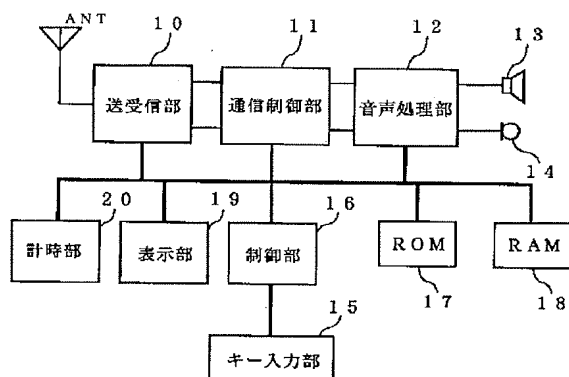 ANT
10
11
12
13
送受信部
通信制御部
音声処理部
14
20
19
16
計時部
表示部
制御部
ROM
RAM
17
18
15
キー入力部